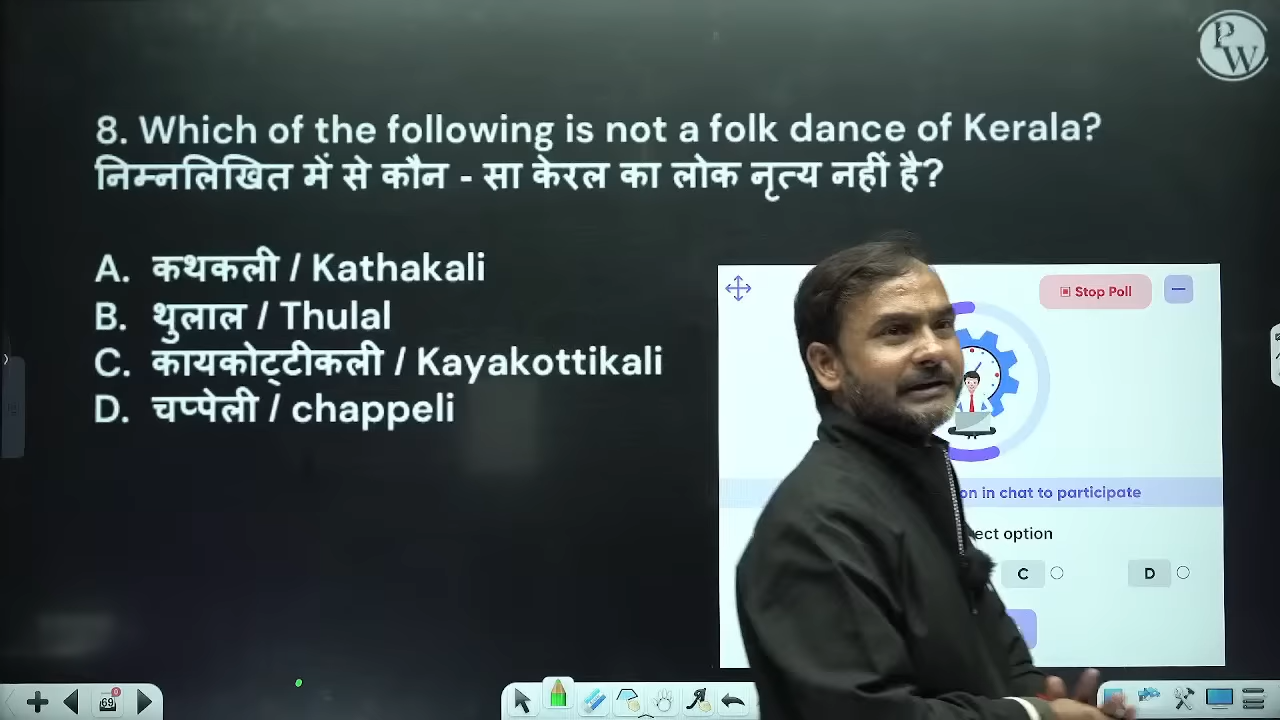 PW
8. Which of the following is not a folk dance of Kerala?
निम्नलिखित में से कौन - सा केरल का लोक नृत्य नहीं है?
A. कथकली / Kathakali
B. थुलाल / Thulal
C. कायकोट्टीकली / Kayakottikali
D. चप्पेली / chappeli
Stop Poll
on in chat to participate
ect option
C
D
69